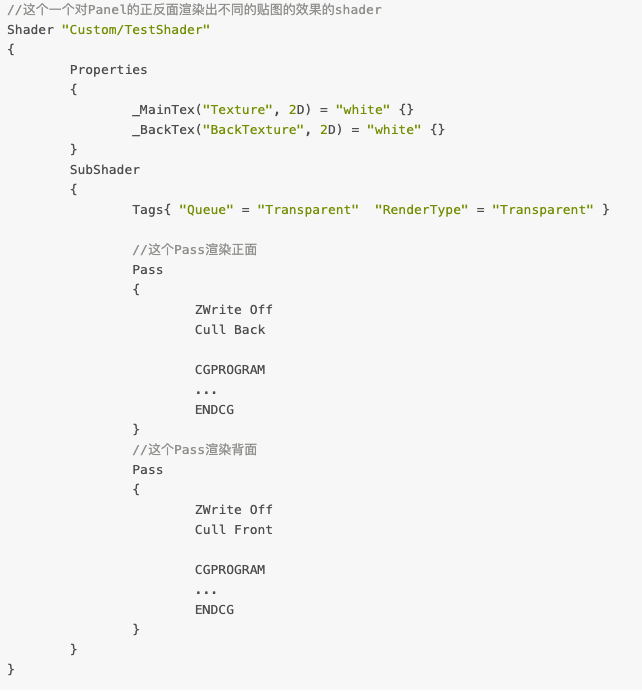 //这个一个对Panel的正反面渲染出不同的贴图的效果的shader
Shader "Custom/TestShader"
{
Properties
{
_MainTex("Texture", 2D) = "white" {}
_BackTex("BackTexture", 2D) = "white" {}
}
SubShader
{
Tags{ "Queue" = "Transparent"  "RenderType" = "Transparent" }
//这个Pass渲染正面
Pass
{
ZWrite Off
Cull Back
CGPROGRAM
...
ENDCG
}
//这个Pass渲染背面
Pass
{
ZWrite Off
Cull Front
CGPROGRAM
...
ENDCG
}
}
}